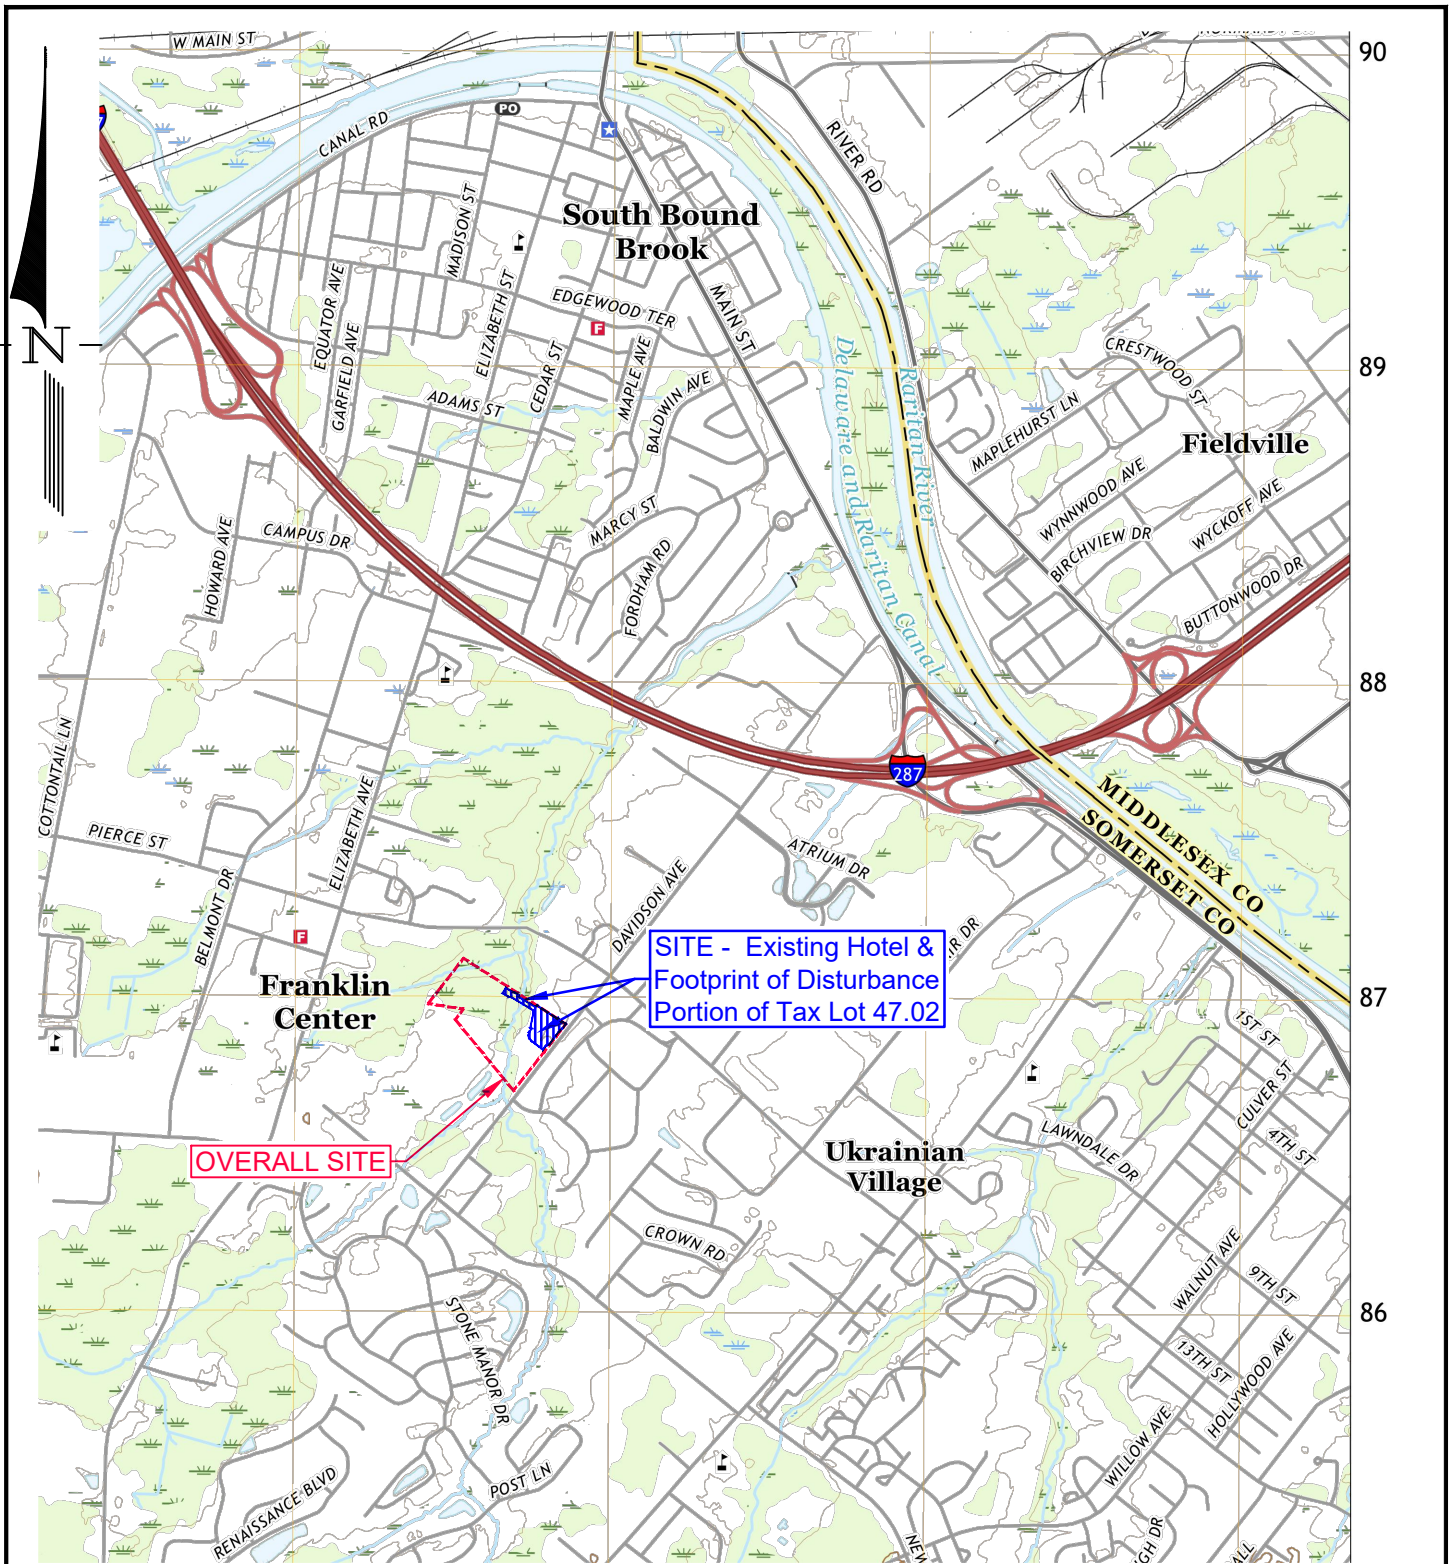 W MAIN ST
90
PO
CANAL RD
RIVER RD
South Bound
Brook
MADISON ST
N
EQUATOR AVE
GARFIELD AVE
ELIZABETH ST
EDGEWOOD TER
F
MAIN ST
CEDAR ST
MAPLE AVE
BALDWIN AVE
ADAMS ST
Delaware and Raritan Canal
Raritan River
CRESTWOOD ST
89
MAPLEHURST LN
Fieldville
WYNNWOOD AVE
WYCKOFF AVE
BIRCHVIEW DR
BUTTONWOOD DR
HOWARD AVE
CAMPUS DR
MARCY ST
FORDHAM RD
88
COTTONTAIL LN
287
MIDDLESEX CO
SOMERSET CO
PIERCE ST
ELIZABETH AVE
BELMONT DR
ATRIUM DR
DAVIDSON AVE
F
SITE - Existing Hotel &
Footprint of Disturbance
Portion of Tax Lot 47.02
IR DR
Franklin
Center
87
1ST ST
CULVER ST
4TH ST
OVERALL SITE
Ukrainian
Village
LAWNDALE DR
CROWN RD
WALNUT AVE
9TH ST
86
STONE MANOR DR
13TH ST
HOLLYWOOD AVE
WILLOW AVE
RENAISSANCE BLVD
POST LN
NEW
GH DR
ALL